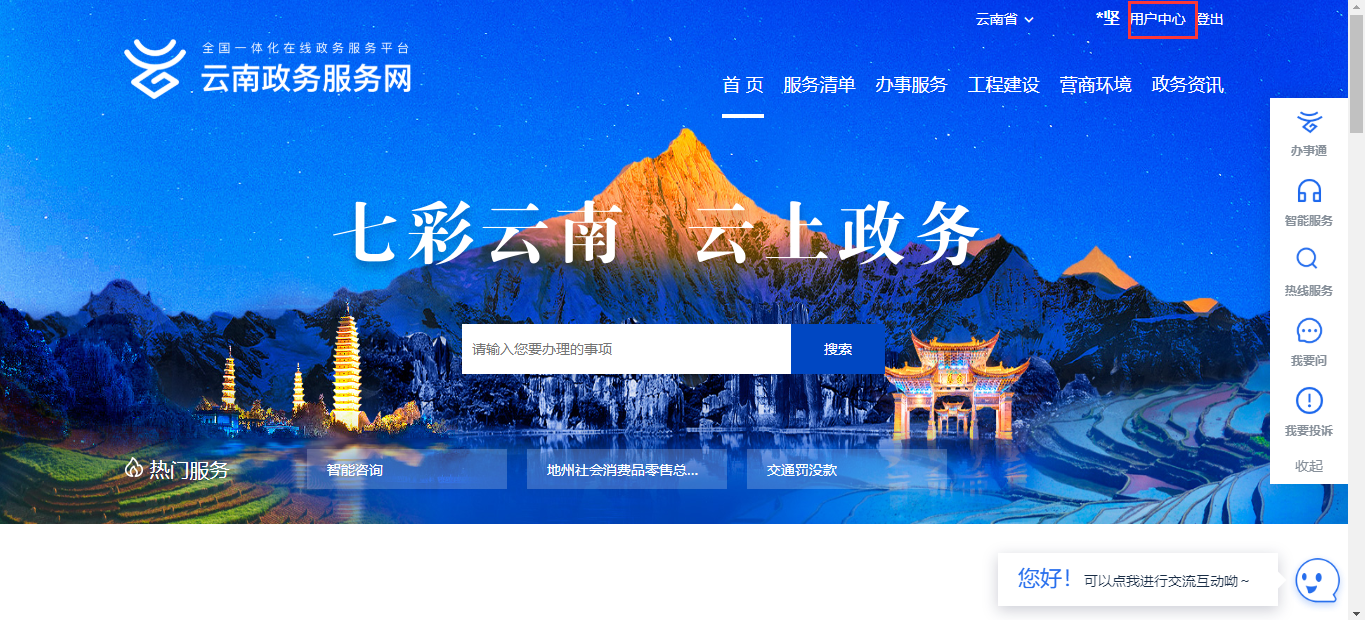 云南省
*坚
用户中心
登出
全国一体化在线政务服务平台
云南政务服务网
首 页
服务清单
办事服务
工程建设
营商环境
政务资讯
办事通
智能服务
热线服务
我要问
我要投诉
收起
七彩云南 云上政务
请输入您要办理的事项
搜索
热门服务
智能咨询
地州社会消费品零售总...
交通罚没款
您好! 可以点我进行交流互动呦~